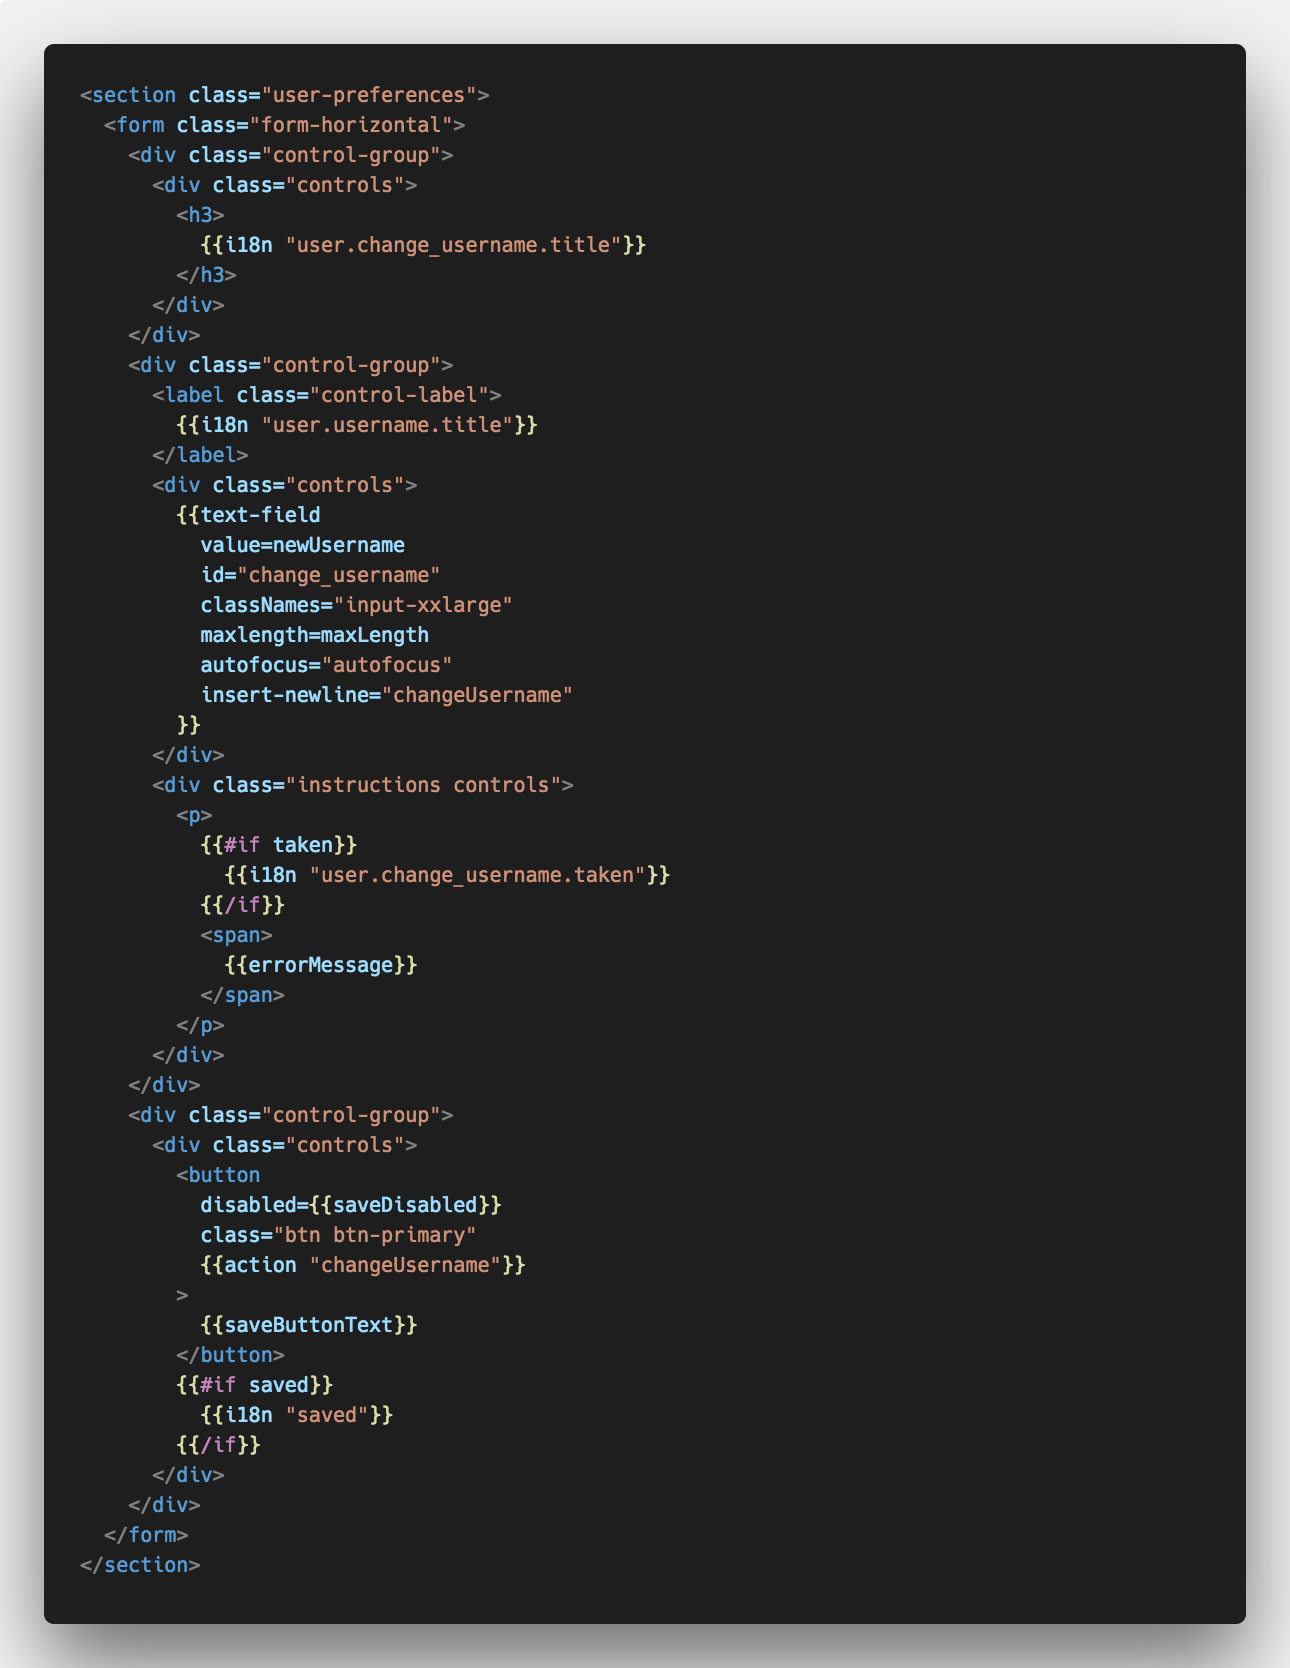 <section class="user-preferences">
  <form class="form-horizontal">
    <div class="control-group">
      <div class="controls">
        <h3>
          {{i18n "user.change_username.title"}}
        </h3>
      </div>
    </div>
    <div class="control-group">
      <label class="control-label">
        {{i18n "user.username.title"}}
      </label>
      <div class="controls">
        {{text-field
          value=newUsername
          id="change_username"
          classNames="input-xxlarge"
          maxlength=maxLength
          autofocus="autofocus"
          insert-newline="changeUsername"
        }}
      </div>
      <div class="instructions controls">
        <p>
          {{#if taken}}
            {{i18n "user.change_username.taken"}}
          {{/if}}
          <span>
            {{errorMessage}}
          </span>
        </p>
      </div>
    </div>
    <div class="control-group">
      <div class="controls">
        <button
          disabled={{saveDisabled}}
          class="btn btn-primary"
          {{action "changeUsername"}}
        >
          {{saveButtonText}}
        </button>
        {{#if saved}}
          {{i18n "saved"}}
        {{/if}}
      </div>
    </div>
  </form>
</section>